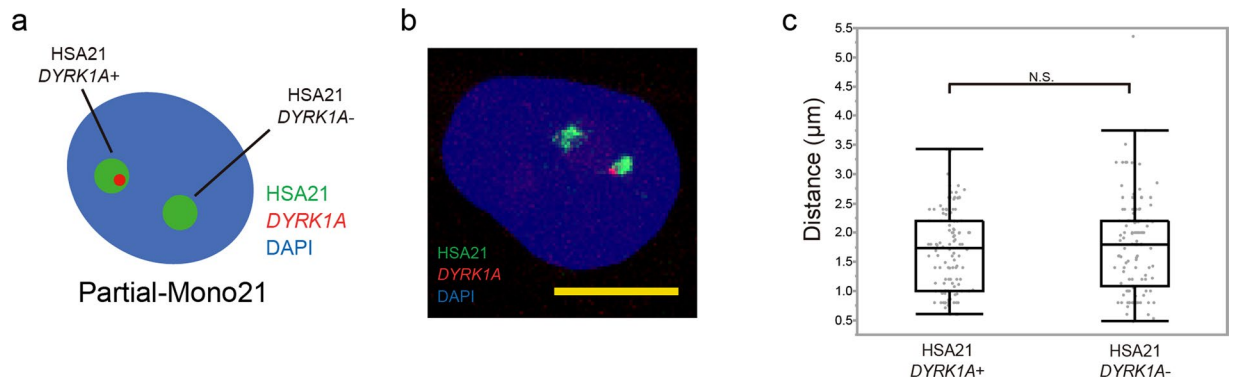 a
HSA21
DYRK1A+
HSA21
DYRK1A-
HSA21
DYRK1A
DAPI
Partial-Mono21
b
HSA21
DYRK1A
DAPI
c
5.5
5.0
4.5
4.0
3.5
3.0
2.5
2.0
1.5
1.0
0.5
Distance (µm)
N.S.
HSA21
DYRK1A+
HSA21
DYRK1A-